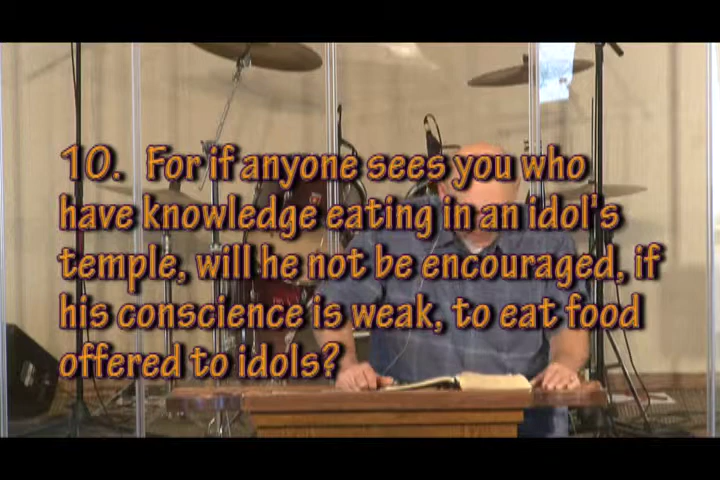 10. For if anyone sees you who
have knowledge eating in an idol's
temple, will he not be encouraged, if
his conscience is weak, to eat food
offered to idols?